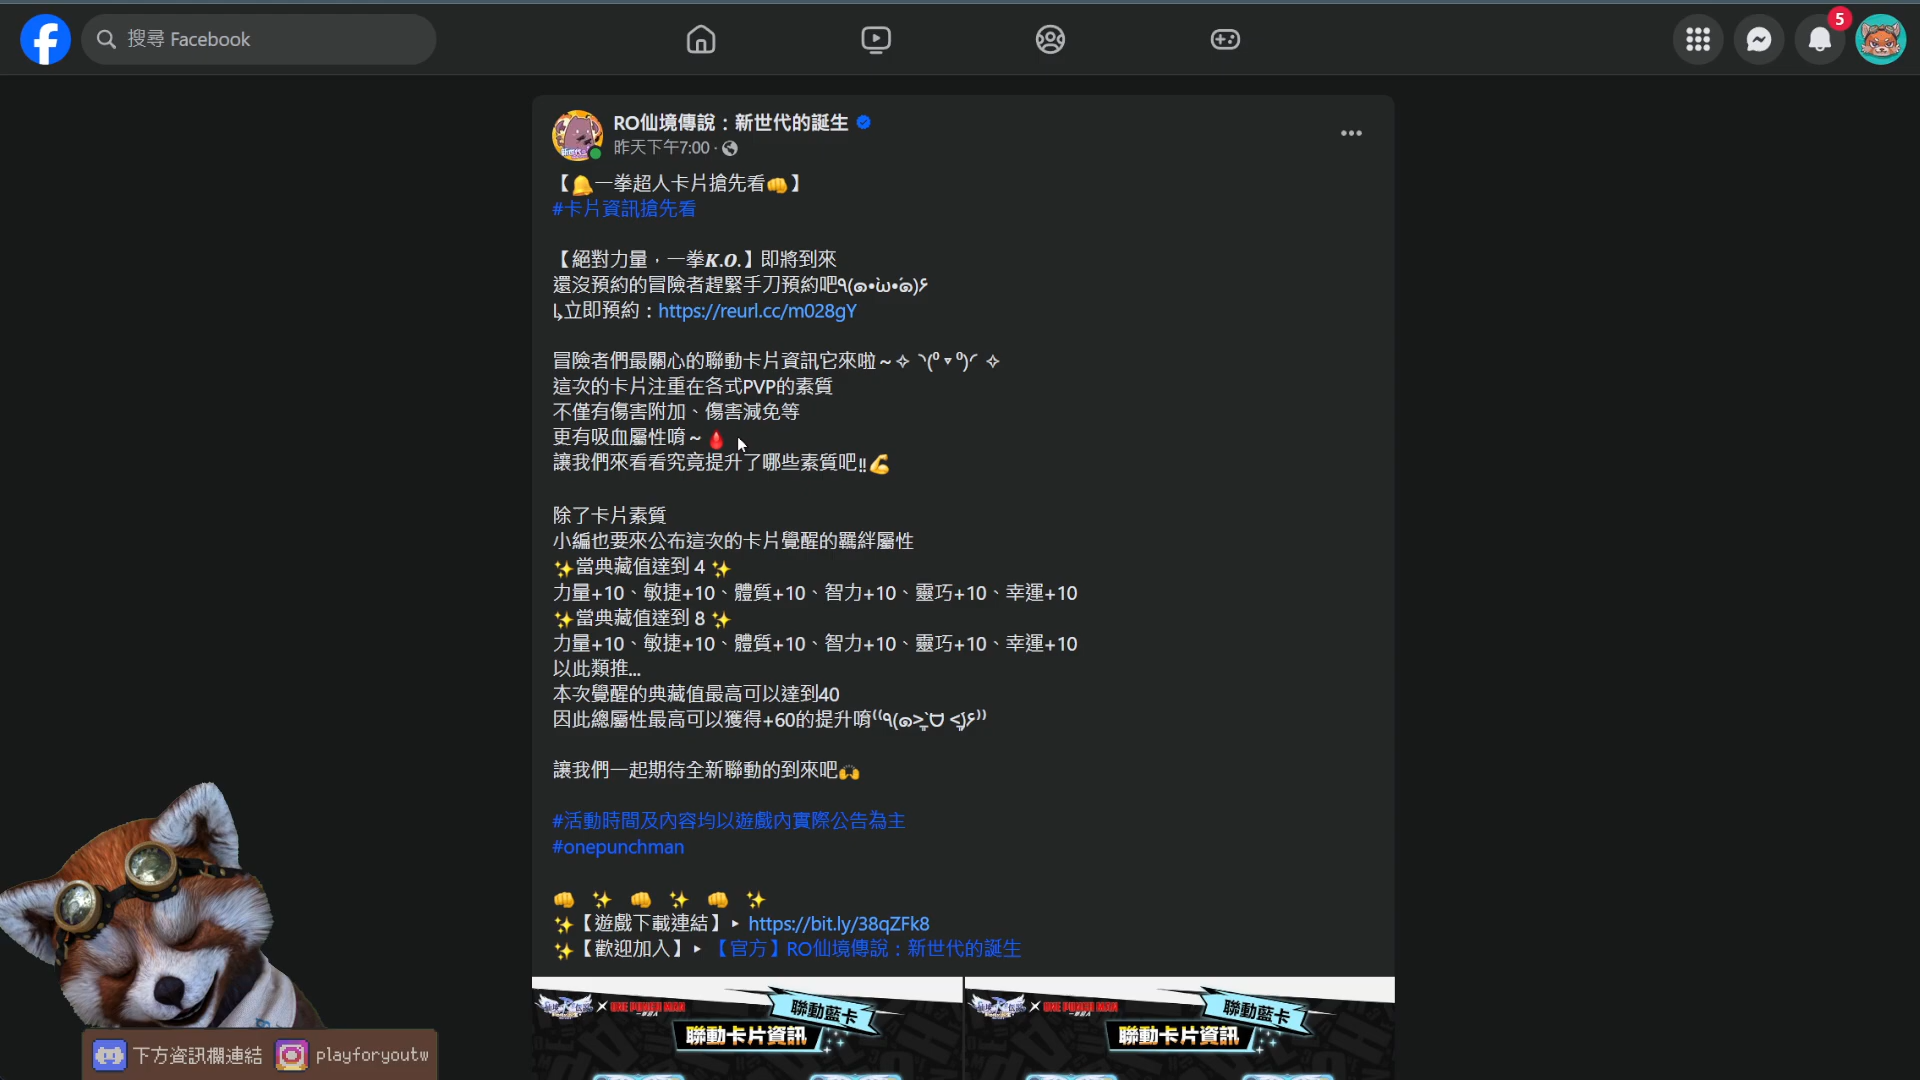 搜尋 Facebook
5
RO仙境傳說：新世代的誕生
昨天下午7:00 ·
【🔔一拳超人卡片搶先看👊】
#卡片資訊搶先看
【絕對力量，一拳K.O.】即將到來
還沒預約的冒險者趕緊手刀預約吧٩(๑•̀ω•́๑)۶
↳立即預約：https://reurl.cc/m028gY
冒險者們最關心的聯動卡片資訊它來啦～✧ ◝(⁰▿⁰)◜ ✧
這次的卡片注重在各式PVP的素質
不僅有傷害附加、傷害減免等
更有吸血屬性唷～🩸
讓我們來看看究竟提升了哪些素質吧‼💪
除了卡片素質
小編也要來公布這次的卡片覺醒的羈絆屬性
✨當典藏值達到 4 ✨
力量+10、敏捷+10、體質+10、智力+10、靈巧+10、幸運+10
✨當典藏值達到 8 ✨
力量+10、敏捷+10、體質+10、智力+10、靈巧+10、幸運+10
以此類推...
本次覺醒的典藏值最高可以達到40
因此總屬性最高可以獲得+60的提升唷⁽⁽٩(๑˃̶͈̀ ᗨ ˂̶͈́)۶⁾⁾
讓我們一起期待全新聯動的到來吧🙌
#活動時間及內容均以遊戲內實際公告為主
#onepunchman
👊 ✨ 👊 ✨ 👊 ✨
✨【遊戲下載連結】▸ https://bit.ly/38qZFk8
✨【歡迎加入】▸ 【官方】RO仙境傳說：新世代的誕生
ONE PUNCH MAN
聯動藍卡
聯動卡片資訊
ONE PUNCH MAN
聯動藍卡
聯動卡片資訊
下方資訊欄連結
playforyoutw